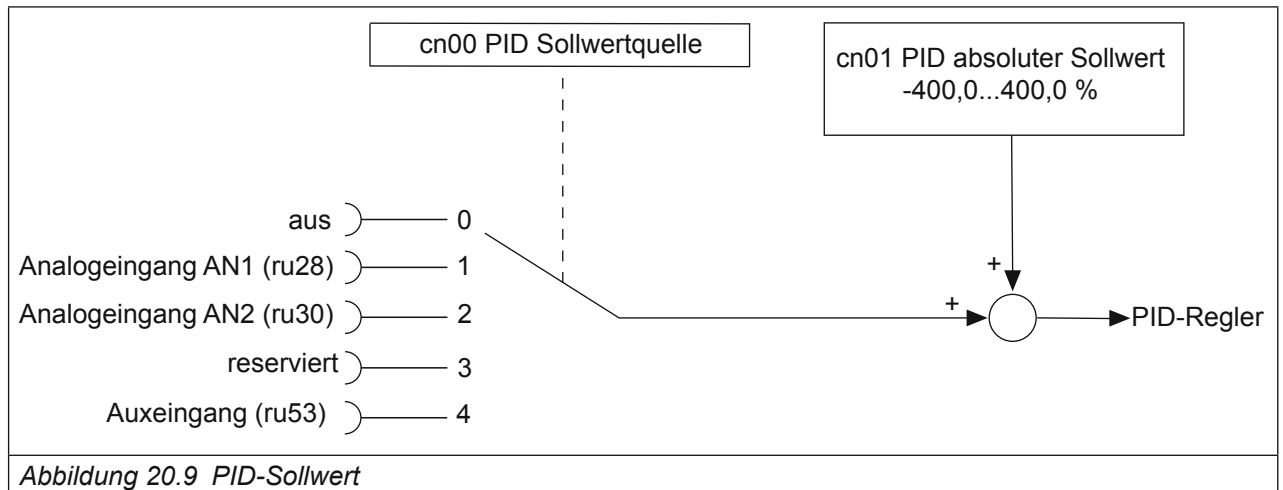 cn00 PID Sollwertquelle
cn01 PID absoluter Sollwert
-400,0...400,0 %
aus 0
Analogeingang AN1 (ru28) 1
Analogeingang AN2 (ru30) 2
reserviert 3
Auxeingang (ru53) 4
+
+
PID-Regler
Abbildung 20.9 PID-Sollwert